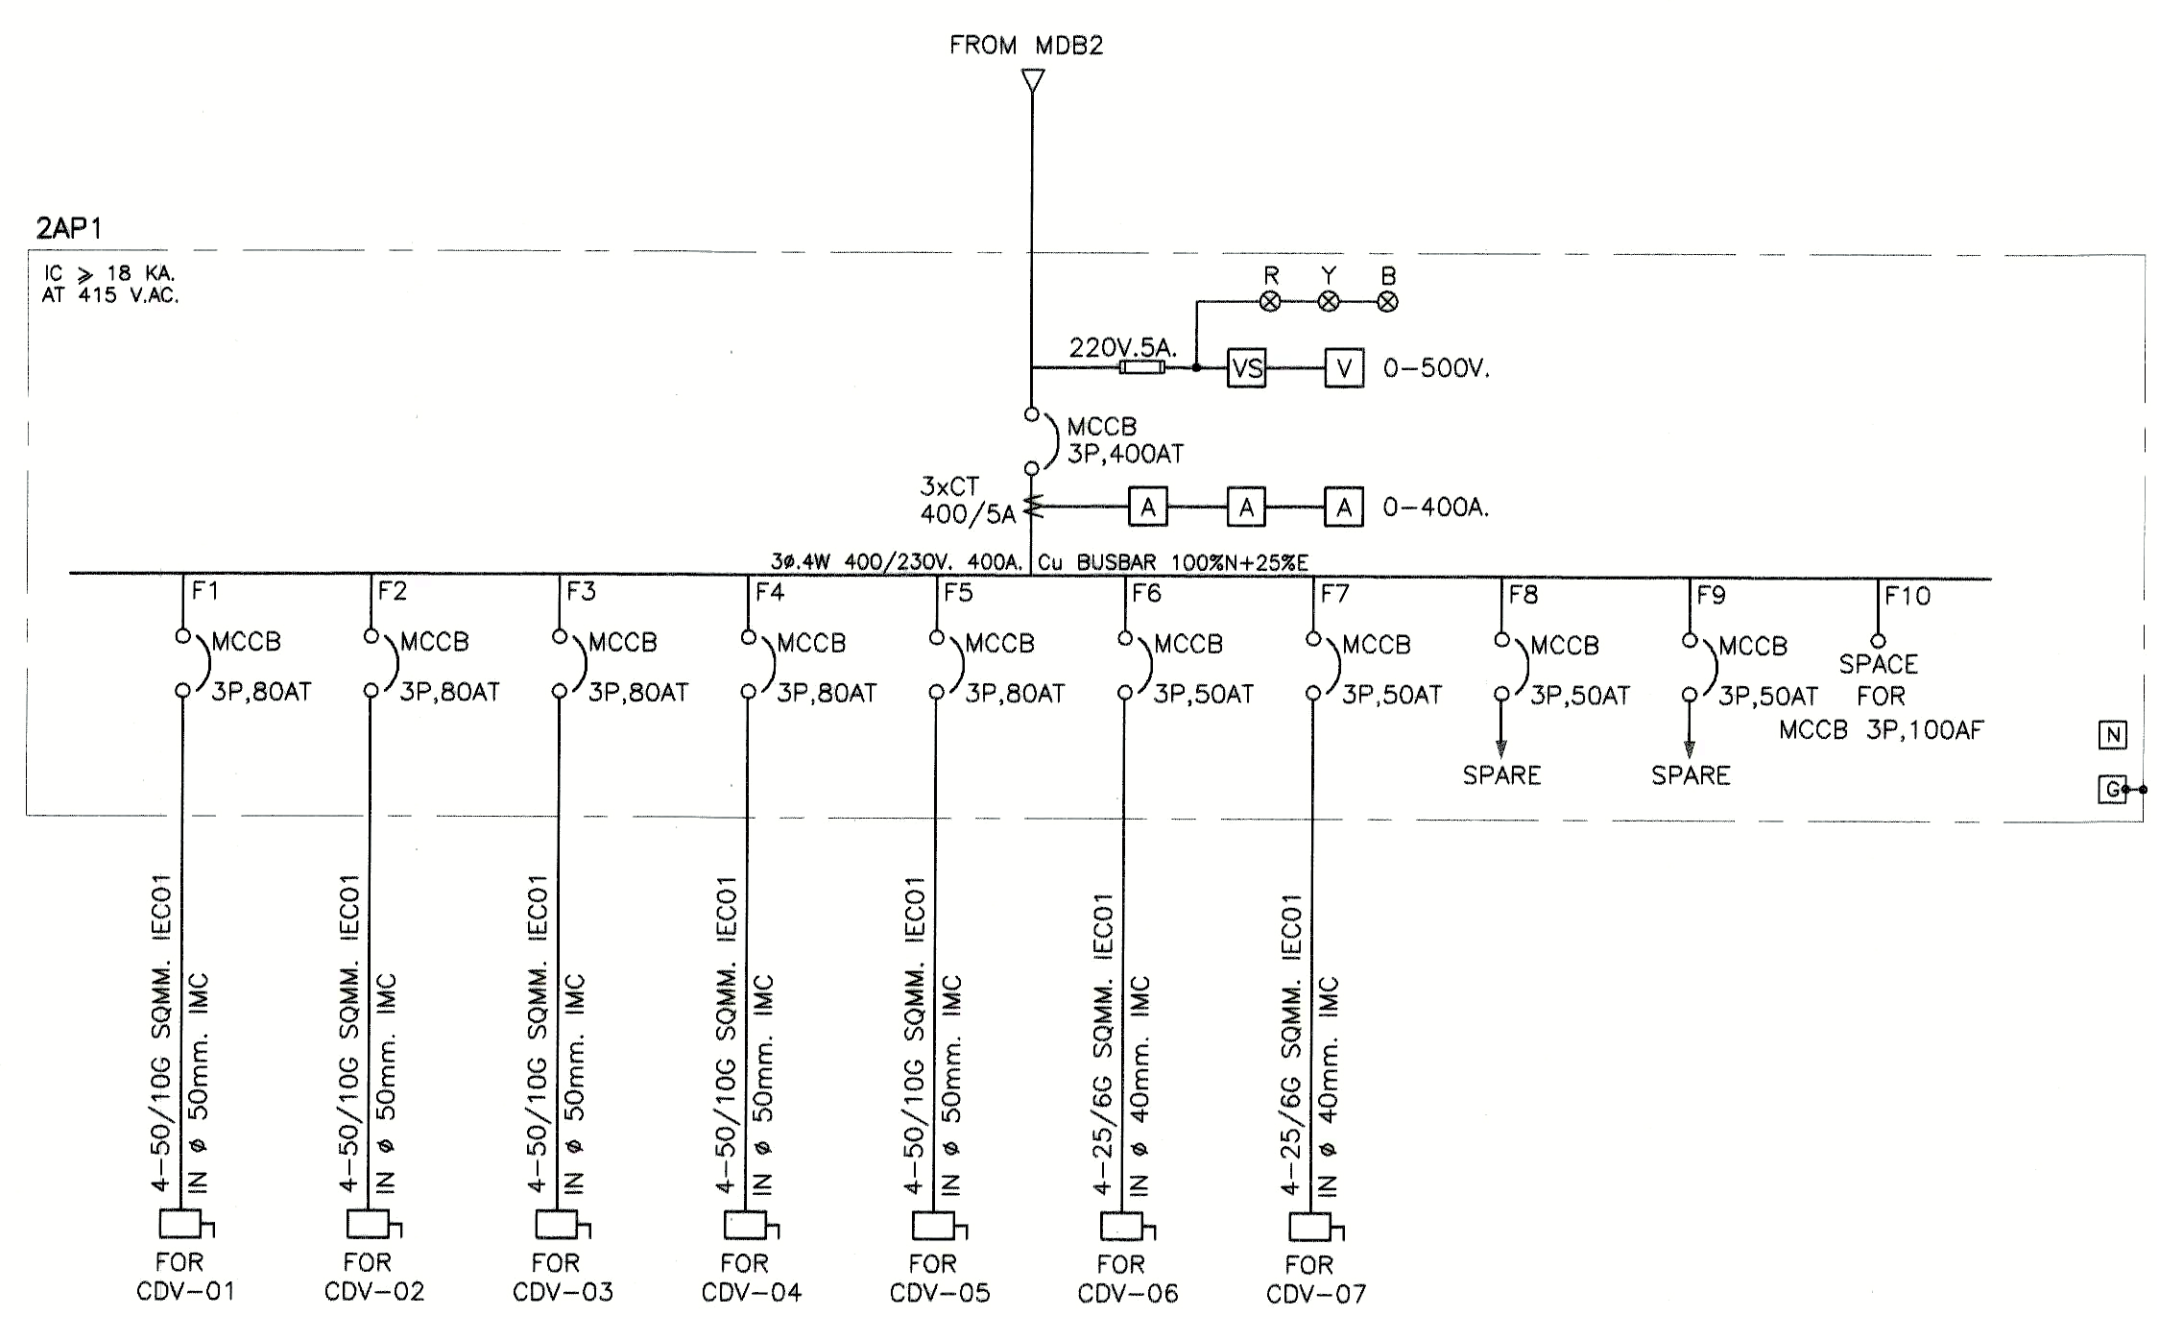 FROM MDB2
2AP1
IC ⩾ 18 KA.
AT 415 V.AC.
R Y B
220V.5A.
VS V 0-500V.
MCCB
3P,400AT
3xCT
400/5A
A A A 0-400A.
3ø.4W 400/230V. 400A. Cu BUSBAR 100%N+25%E
F1 F2 F3 F4 F5 F6 F7 F8 F9 F10
MCCB MCCB MCCB MCCB MCCB MCCB MCCB MCCB MCCB
3P,80AT 3P,80AT 3P,80AT 3P,80AT 3P,80AT 3P,50AT 3P,50AT 3P,50AT 3P,50AT
SPACE
FOR
MCCB 3P,100AF
SPARE SPARE
N
G
4-50/10G SQMM. IEC01
IN ø 50mm. IMC
4-50/10G SQMM. IEC01
IN ø 50mm. IMC
4-50/10G SQMM. IEC01
IN ø 50mm. IMC
4-50/10G SQMM. IEC01
IN ø 50mm. IMC
4-50/10G SQMM. IEC01
IN ø 50mm. IMC
4-25/6G SQMM. IEC01
IN ø 40mm. IMC
4-25/6G SQMM. IEC01
IN ø 40mm. IMC
FOR
CDV-01
FOR
CDV-02
FOR
CDV-03
FOR
CDV-04
FOR
CDV-05
FOR
CDV-06
FOR
CDV-07